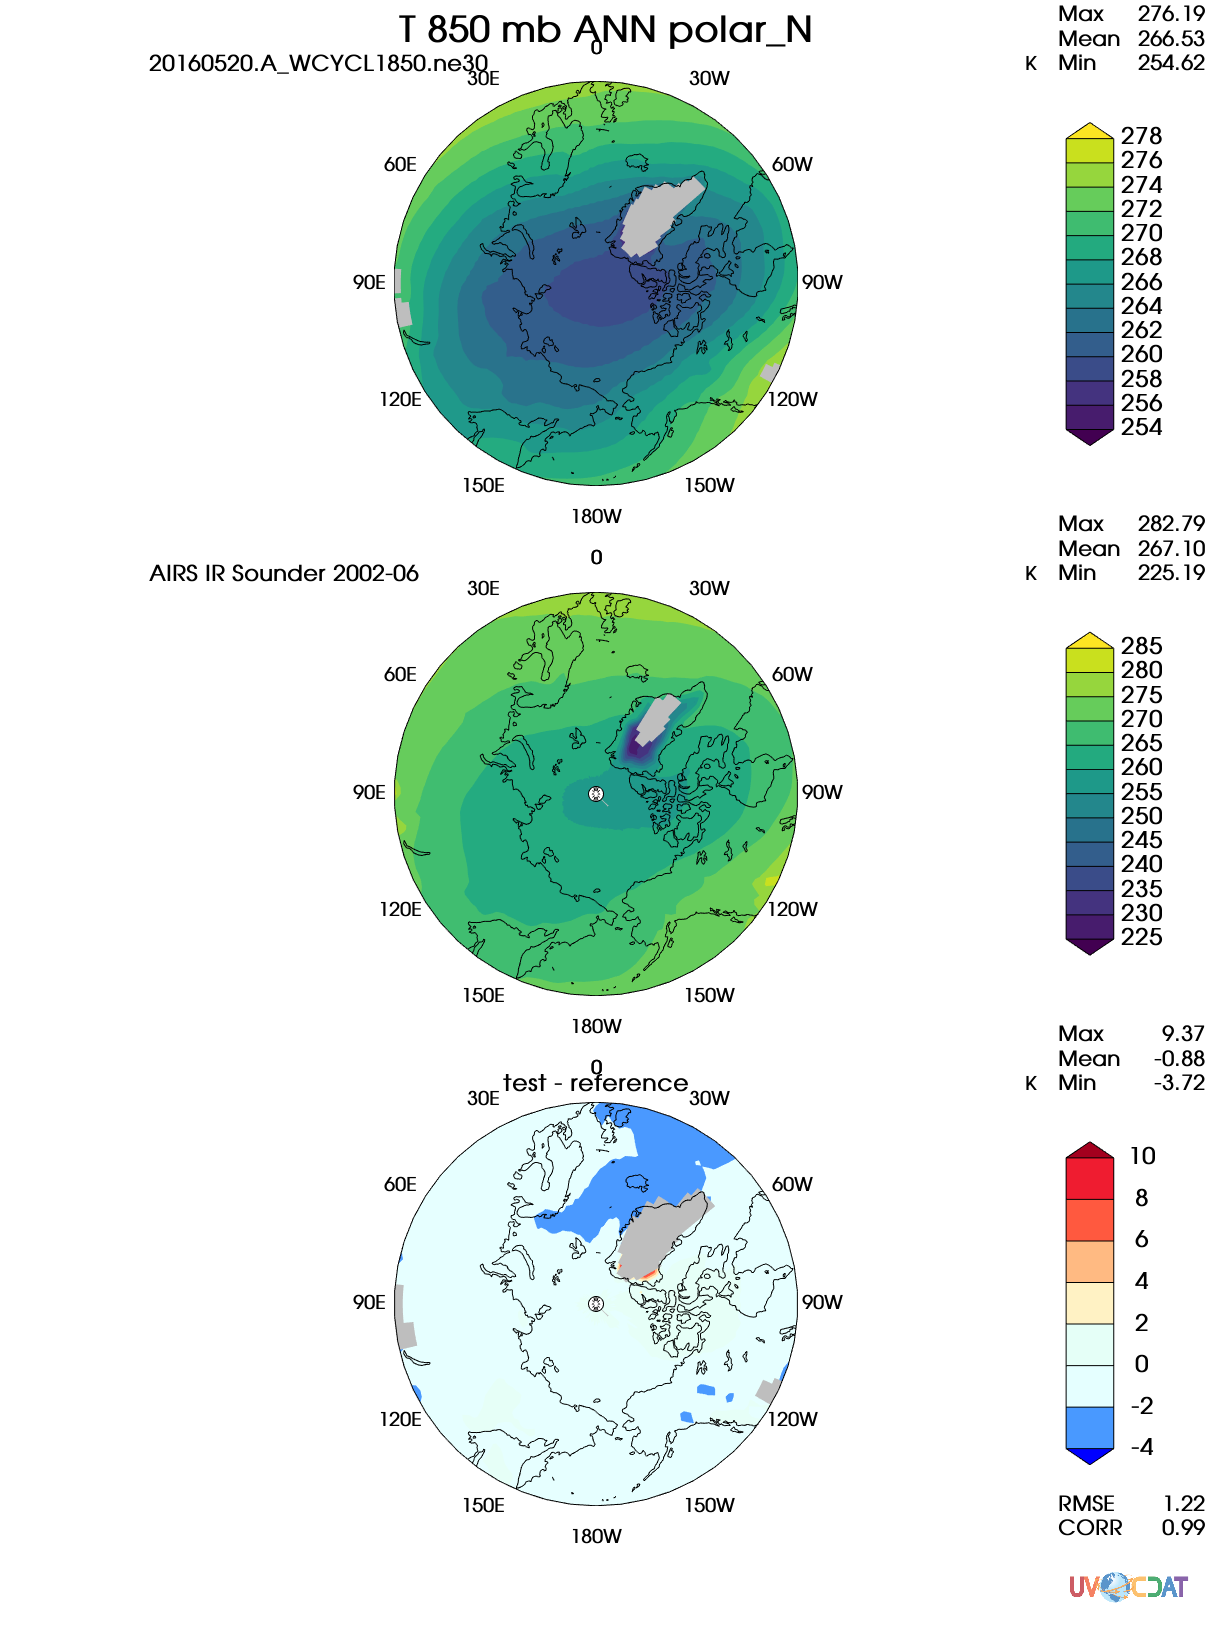 T 850 mb ANN polar_N
20160520.A_WCYCL1850.ne30
Max 276.19
Mean 266.53
K Min 254.62
0
30E 30W
60E 60W
90E 90W
120E 120W
150E 150W
180W
278
276
274
272
270
268
266
264
262
260
258
256
254
AIRS IR Sounder 2002-06
Max 282.79
Mean 267.10
K Min 225.19
0
30E 30W
60E 60W
90E 90W
120E 120W
150E 150W
180W
285
280
275
270
265
260
255
250
245
240
235
230
225
test - reference
Max 9.37
Mean -0.88
K Min -3.72
0
30E 30W
60E 60W
90E 90W
120E 120W
150E 150W
180W
10
8
6
4
2
0
-2
-4
RMSE 1.22
CORR 0.99
UV CDAT